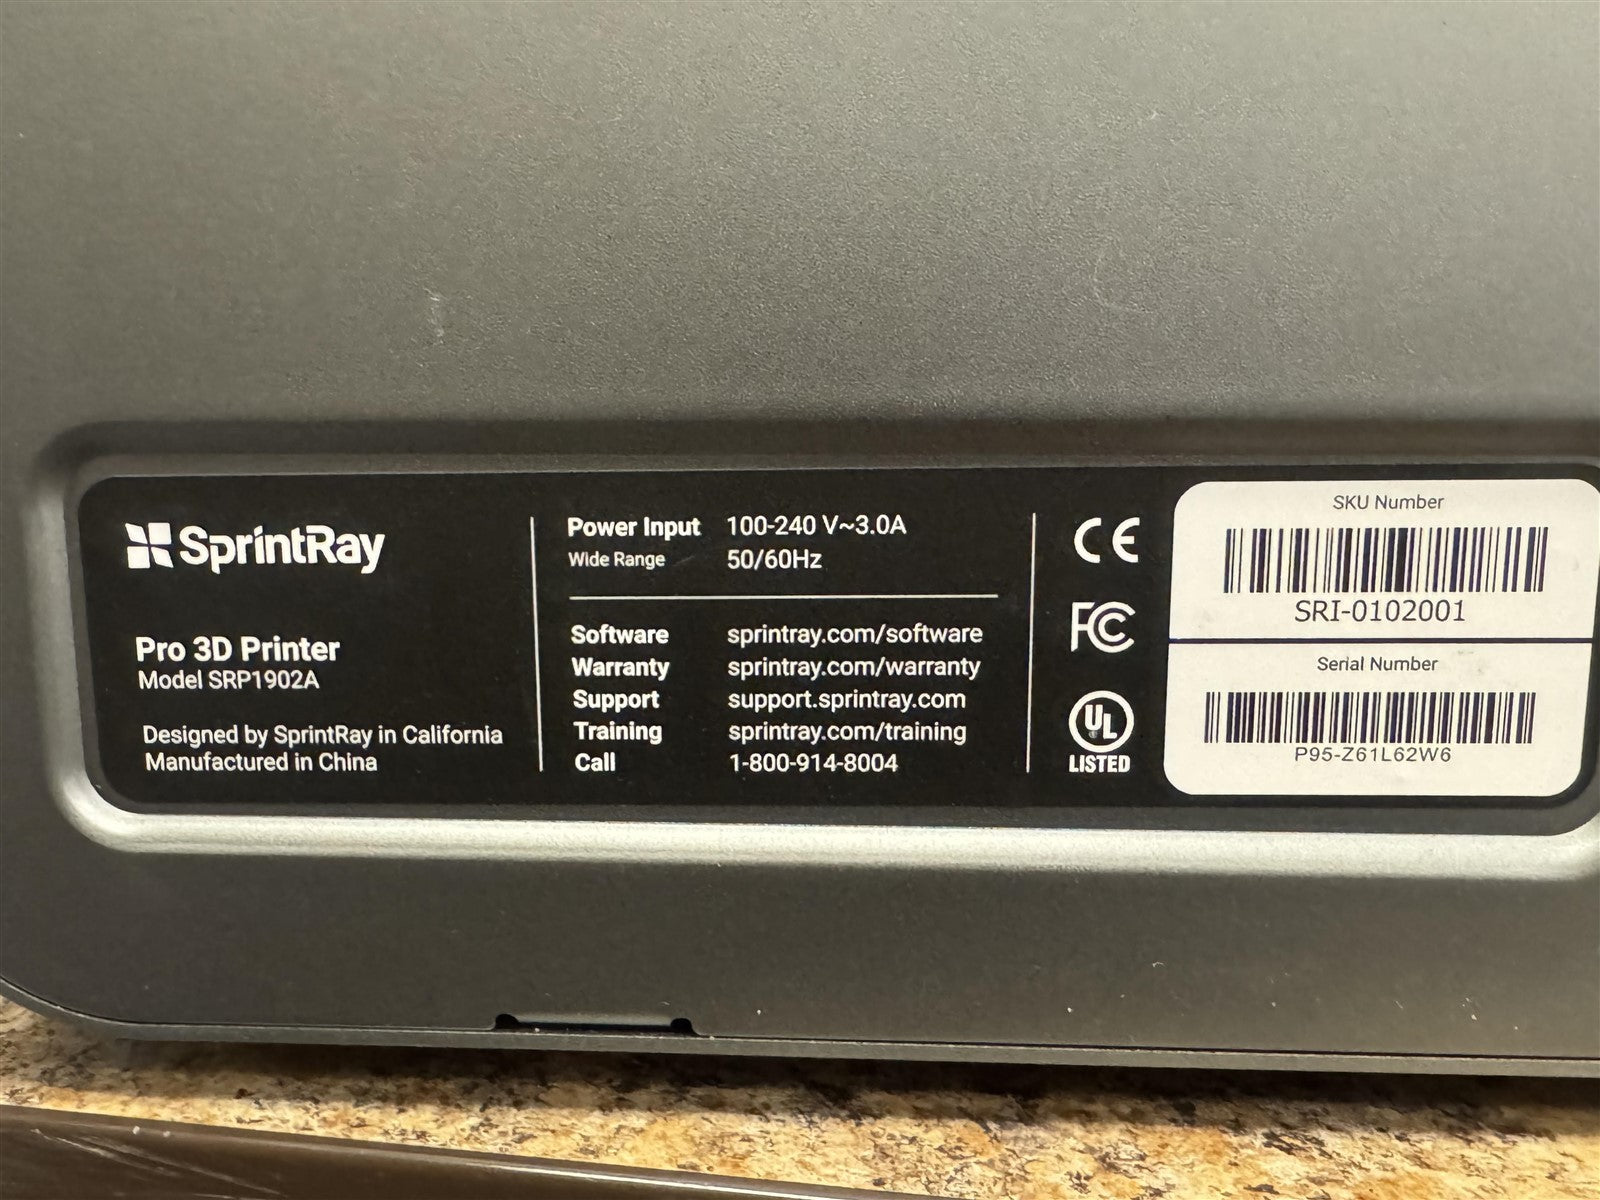 SprintRay
Pro 3D Printer
Model SRP1902A
Designed by SprintRay in California
Manufactured in China
Power Input 100-240 V~3.0A
Wide Range 50/60Hz
Software sprintray.com/software
Warranty sprintray.com/warranty
Support support.sprintray.com
Training sprintray.com/training
Call 1-800-914-8004
CE
FC
UL
LISTED
SKU Number
SRI-0102001
Serial Number
P95-Z61L62W6